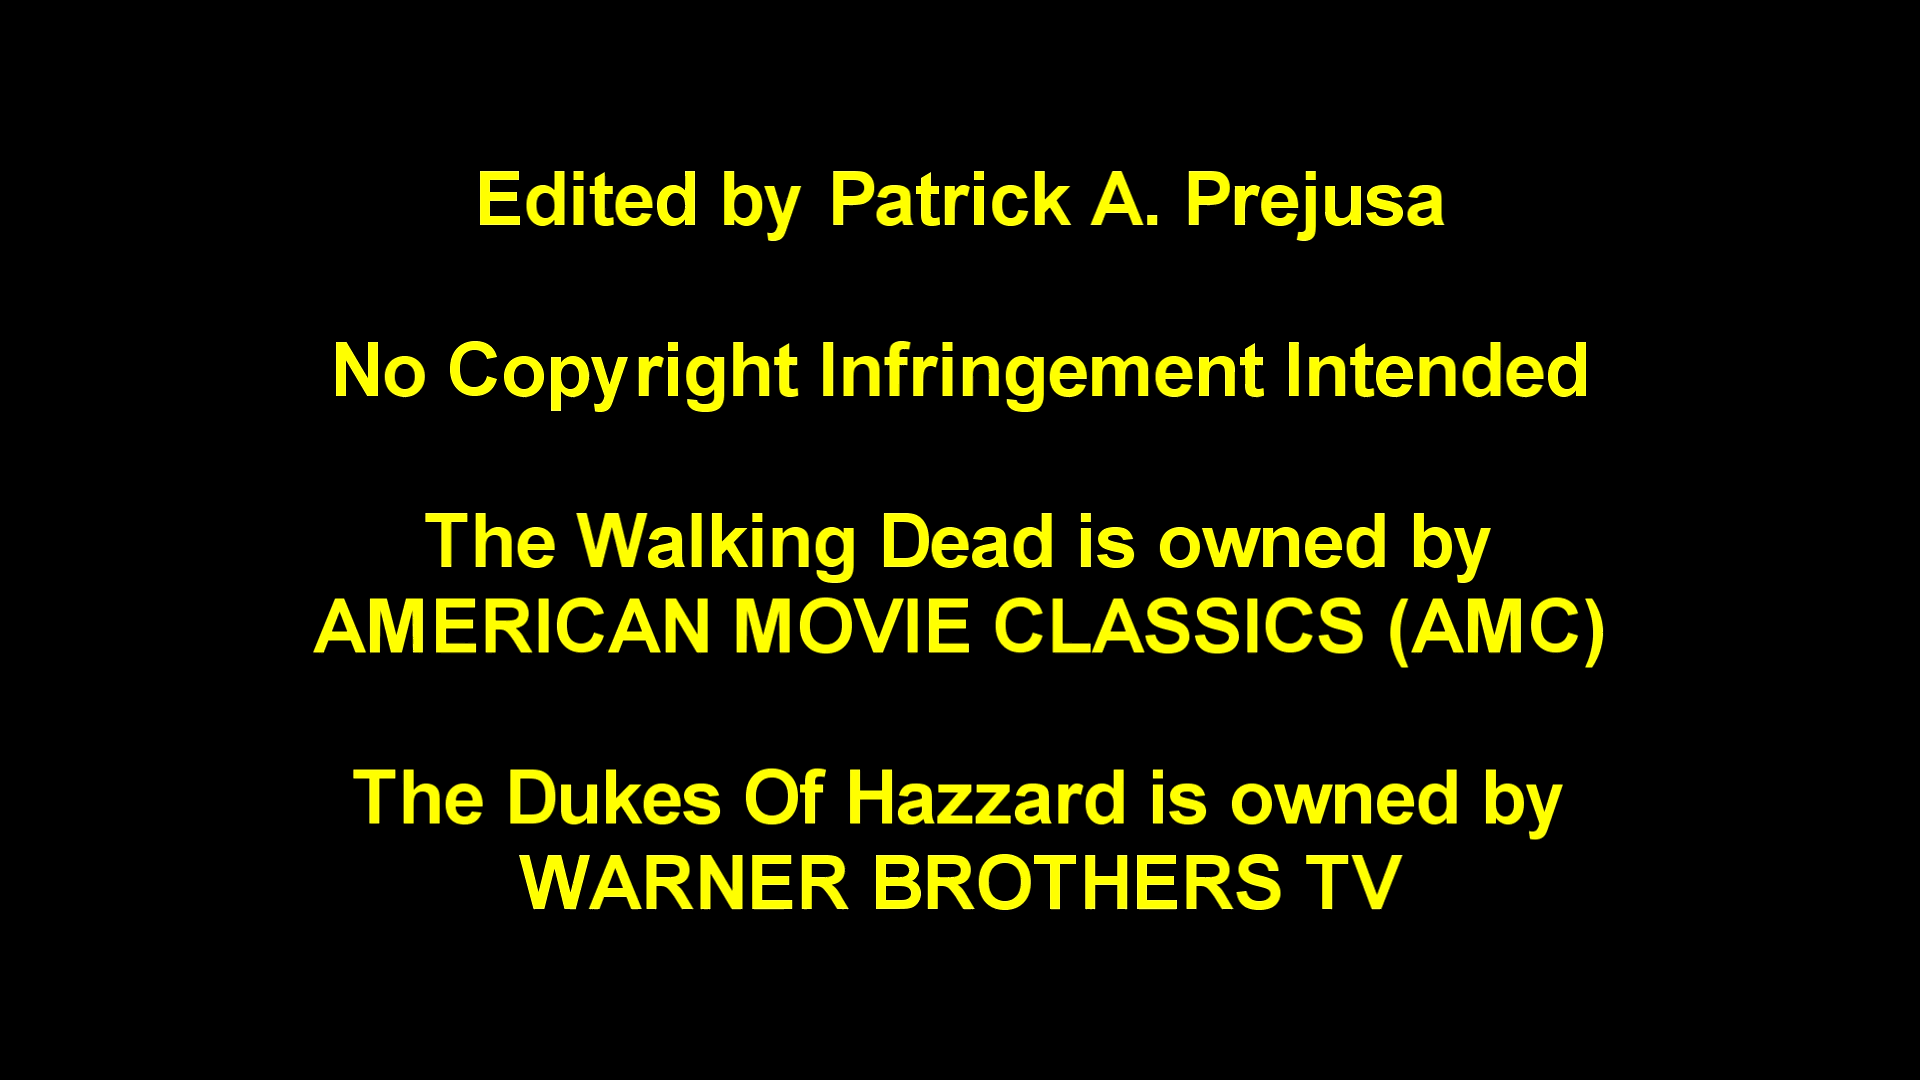 Edited by Patrick A. Prejusa
No Copyright Infringement Intended
The Walking Dead is owned by
AMERICAN MOVIE CLASSICS (AMC)
The Dukes Of Hazzard is owned by
WARNER BROTHERS TV